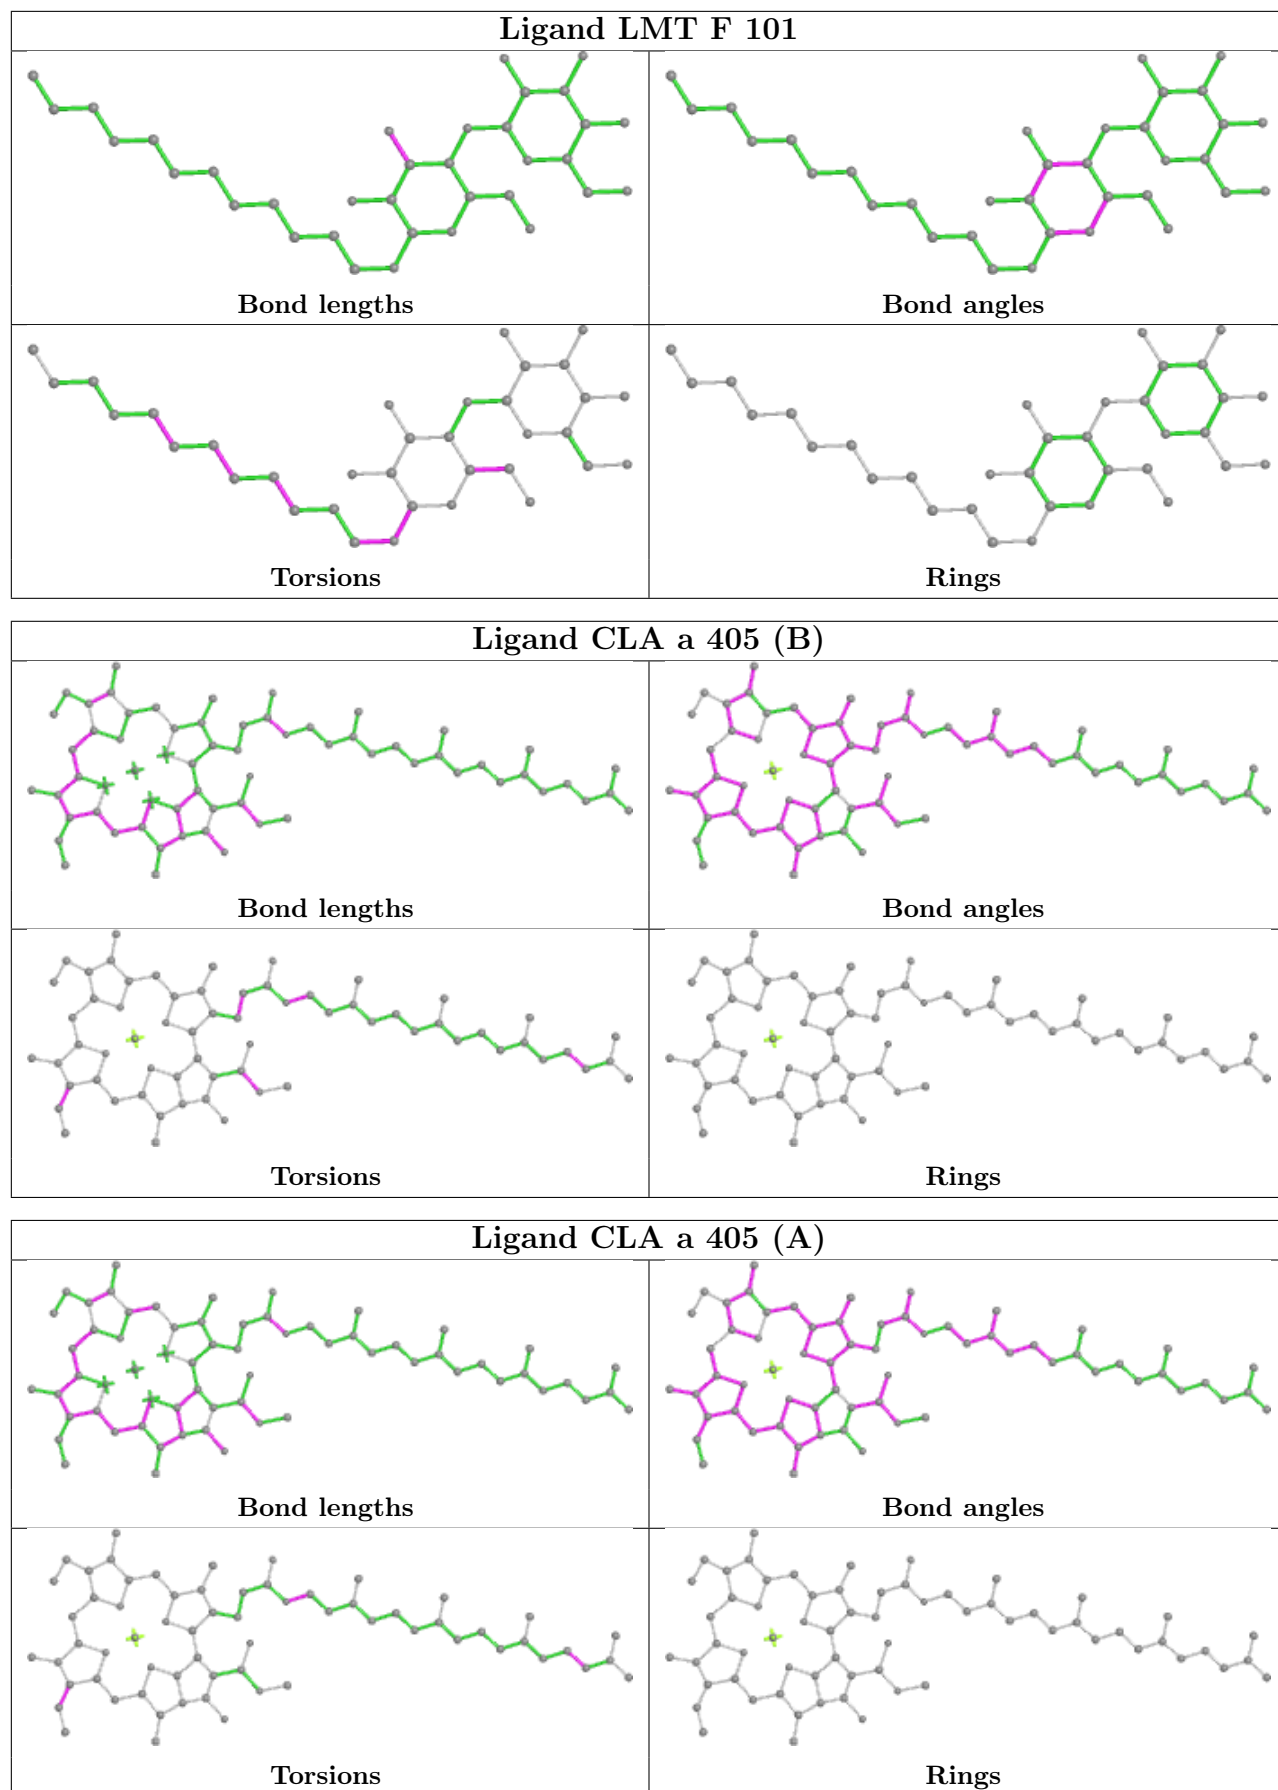 Ligand LMT F 101
Bond lengths
Bond angles
Torsions
Rings
Ligand CLA a 405 (B)
Bond lengths
Bond angles
Torsions
Rings
Ligand CLA a 405 (A)
Bond lengths
Bond angles
Torsions
Rings